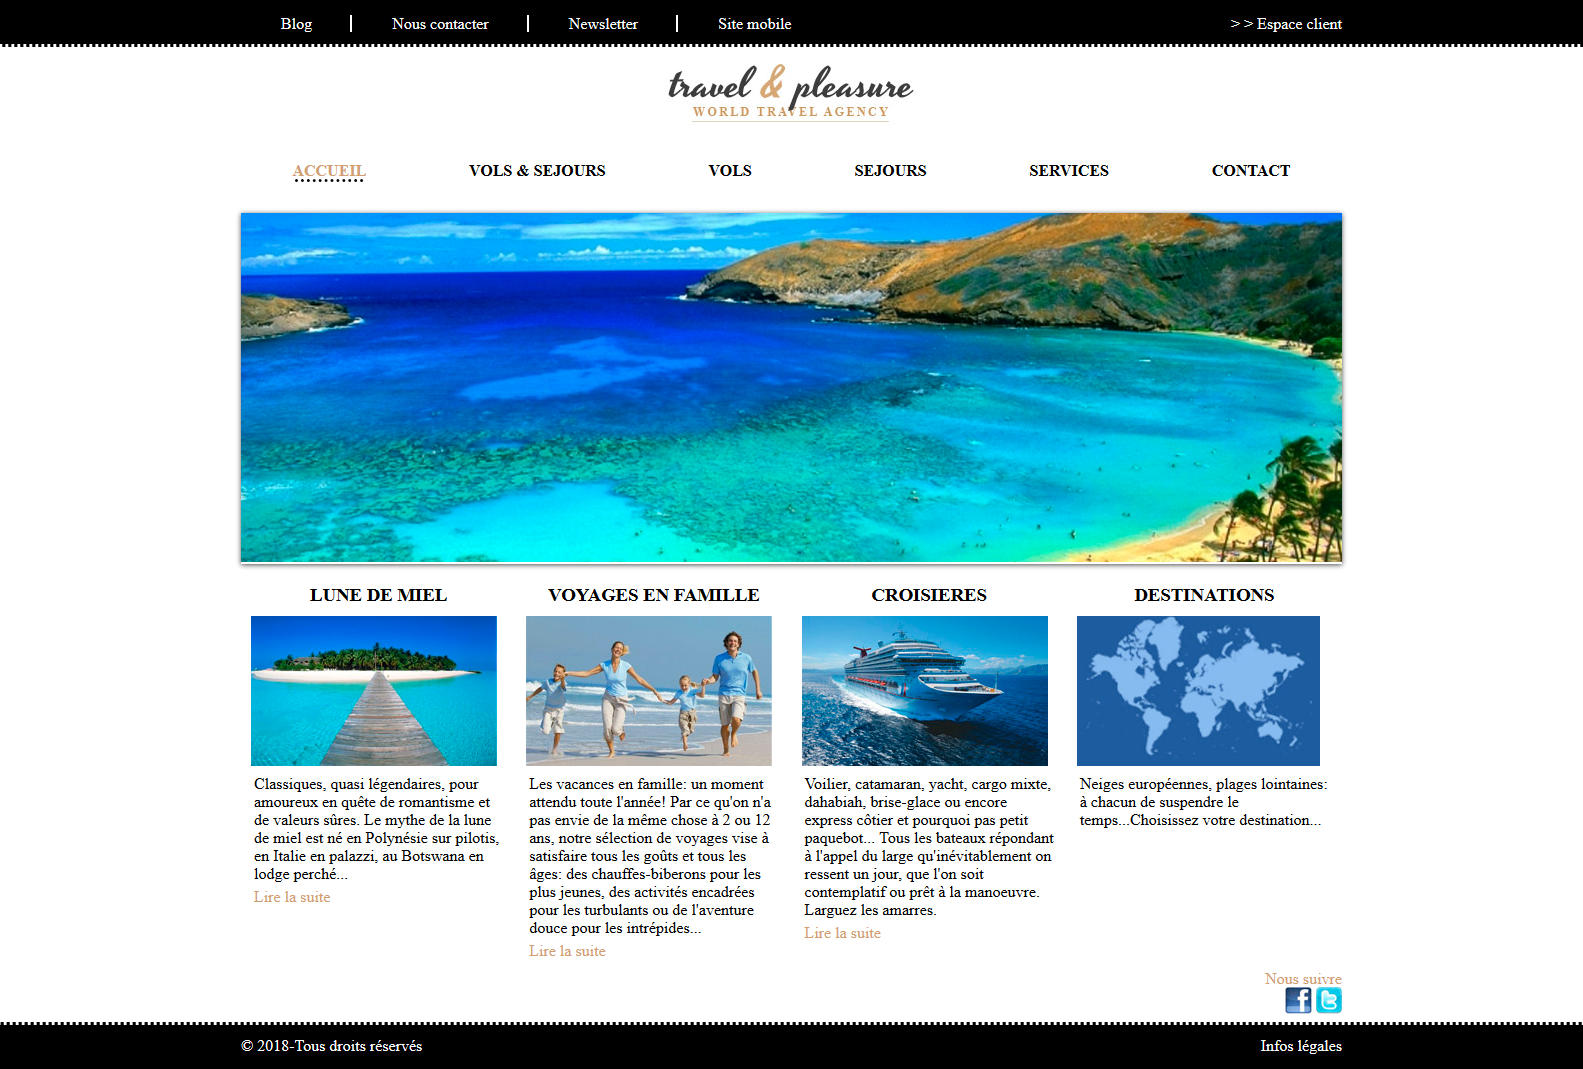 Blog
Nous contacter
Newsletter
Site mobile
> > Espace client
travel & pleasure
WORLD TRAVEL AGENCY
ACCUEIL
VOLS & SEJOURS
VOLS
SEJOURS
SERVICES
CONTACT
LUNE DE MIEL
Classiques, quasi légendaires, pour
amoureux en quête de romantisme et
de valeurs sûres. Le mythe de la lune
de miel est né en Polynésie sur pilotis,
en Italie en palazzi, au Botswana en
lodge perché...
Lire la suite
VOYAGES EN FAMILLE
Les vacances en famille: un moment
attendu toute l'année! Par ce qu'on n'a
pas envie de la même chose à 2 ou 12
ans, notre sélection de voyages vise à
satisfaire tous les goûts et tous les
âges: des chauffes-biberons pour les
plus jeunes, des activités encadrées
pour les turbulants ou de l'aventure
douce pour les intrépides...
Lire la suite
CROISIERES
Voilier, catamaran, yacht, cargo mixte,
dahabiah, brise-glace ou encore
express côtier et pourquoi pas petit
paquebot... Tous les bateaux répondant
à l'appel du large qu'inévitablement on
ressent un jour, que l'on soit
contemplatif ou prêt à la manoeuvre.
Larguez les amarres.
Lire la suite
DESTINATIONS
Neiges européennes, plages lointaines:
à chacun de suspendre le
temps...Choisissez votre destination...
Nous suivre
© 2018-Tous droits réservés
Infos légales